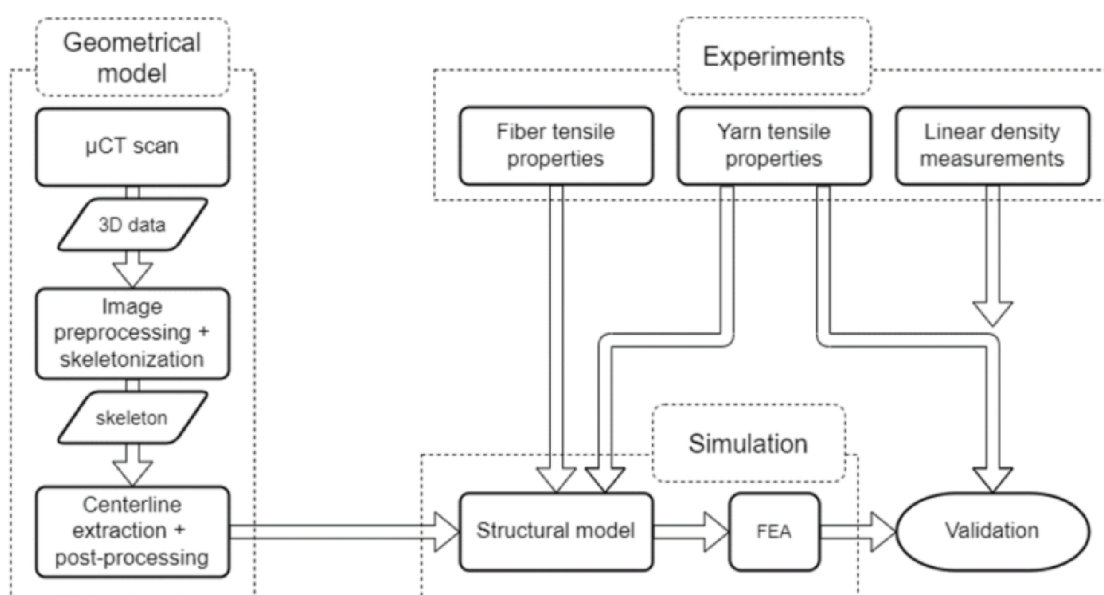 Geometrical
model
µCT scan
3D data
Image
preprocessing +
skeletonization
skeleton
Centerline
extraction +
post-processing
Experiments
Fiber tensile
properties
Yarn tensile
properties
Linear density
measurements
Simulation
Structural model
FEA
Validation